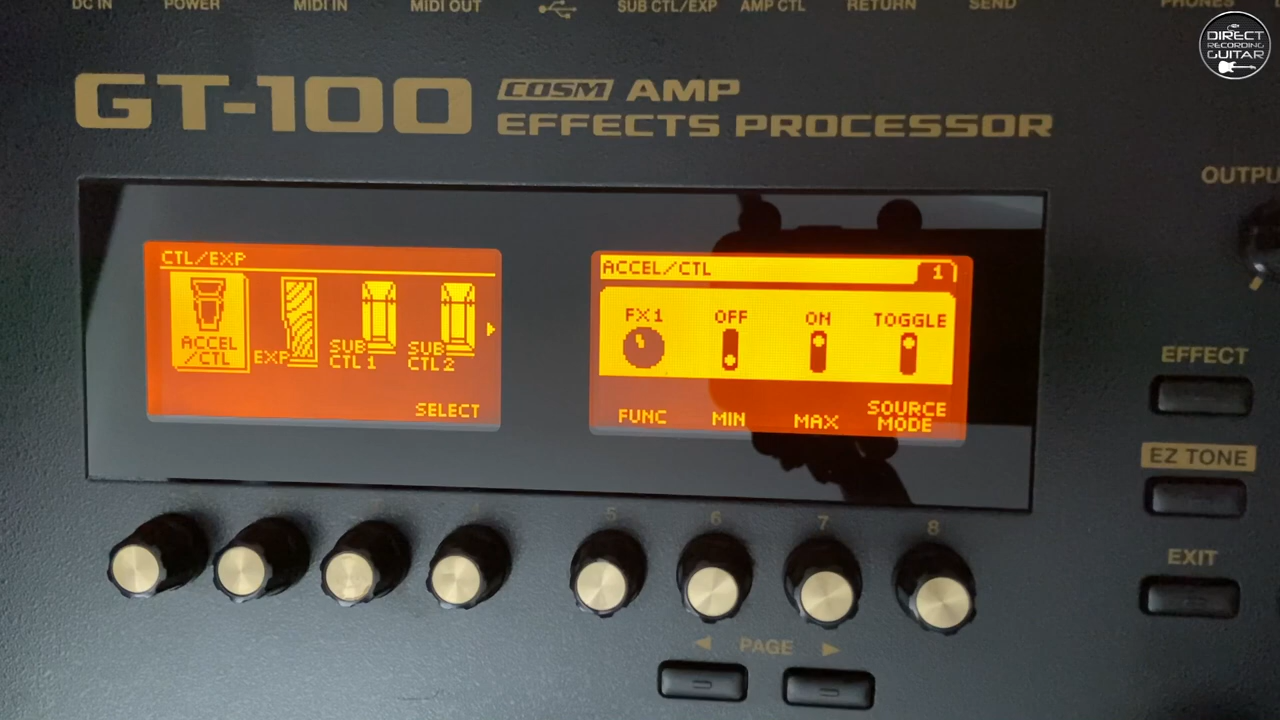 DC IN POWER MIDI IN MIDI OUT SUB CTL/EXP AMP CTL RETURN SEND PHONES
DIRECT
RECORDING
GUITAR
GT-100 COSM AMP
EFFECTS PROCESSOR
CTL/EXP
ACCEL
/CTL
EXP
SUB
CTL 1
SUB
CTL 2
SELECT
ACCEL/CTL 1
FX1 OFF ON TOGGLE
FUNC MIN MAX SOURCE
MODE
EFFECT
EZ TONE
EXIT
5 6 7 8
PAGE